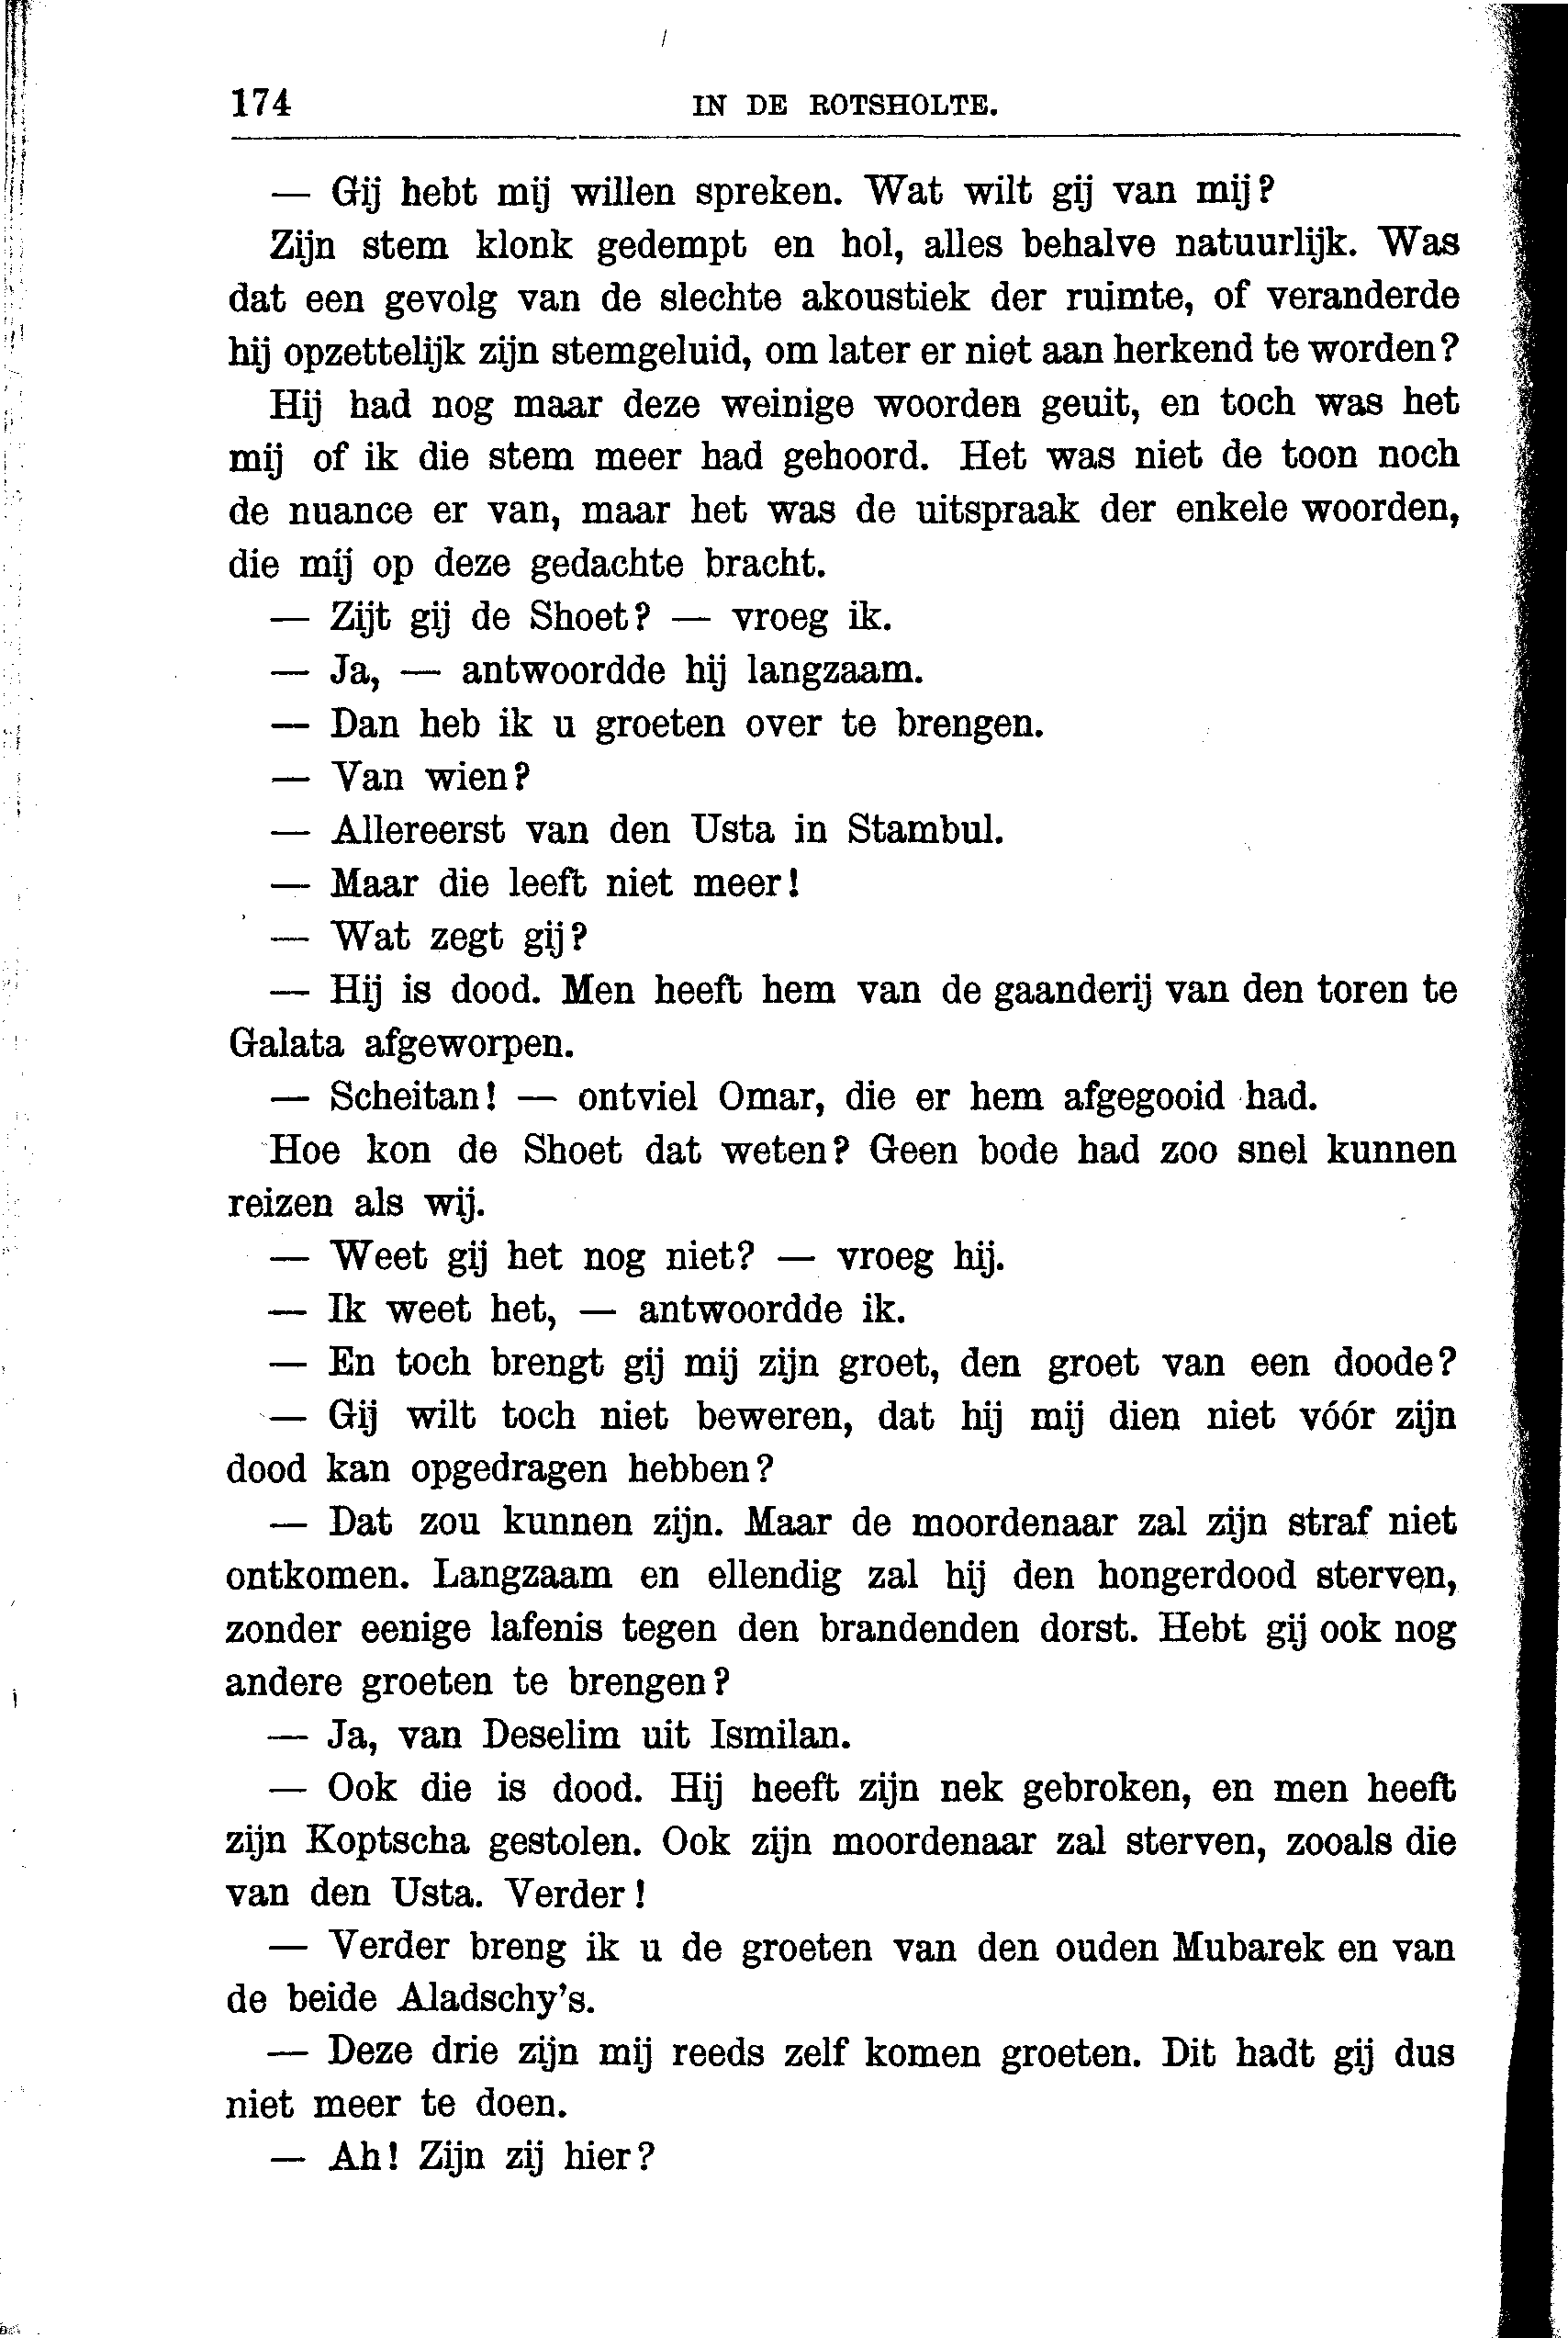 174 IN DE ROTSHOLTE.
— Gij hebt mij willen spreken. Wat wilt gij van mij?
Zijn stem klonk gedempt en hol, alles behalve natuurlijk. Was
dat een gevolg van de slechte akoustiek der ruimte, of veranderde
hij opzettelijk zijn stemgeluid, om later er niet aan herkend te worden?
Hij had nog maar deze weinige woorden geuit, en toch was het
mij of ik die stem meer had gehoord. Het was niet de toon noch
de nuance er van, maar het was de uitspraak der enkele woorden,
die mij op deze gedachte bracht.
— Zijt gij de Shoet? — vroeg ik.
— Ja, — antwoordde hij langzaam.
— Dan heb ik u groeten over te brengen.
— Van wien?
— Allereerst van den Usta in Stambul.
— Maar die leeft niet meer!
— Wat zegt gij?
— Hij is dood. Men heeft hem van de gaanderij van den toren te
Galata afgeworpen.
— Scheitan! — ontviel Omar, die er hem afgegooid had.
Hoe kon de Shoet dat weten? Geen bode had zoo snel kunnen
reizen als wij.
— Weet gij het nog niet? — vroeg hij.
— Ik weet het, — antwoordde ik.
— En toch brengt gij mij zijn groet, den groet van een doode?
— Gij wilt toch niet beweren, dat hij mij dien niet vóór zijn
dood kan opgedragen hebben?
— Dat zou kunnen zijn. Maar de moordenaar zal zijn straf niet
ontkomen. Langzaam en ellendig zal hij den hongerdood sterven,
zonder eenige lafenis tegen den brandenden dorst. Hebt gij ook nog
andere groeten te brengen?
— Ja, van Deselim uit Ismilan.
— Ook die is dood. Hij heeft zijn nek gebroken, en men heeft
zijn Koptscha gestolen. Ook zijn moordenaar zal sterven, zooals die
van den Usta. Verder!
— Verder breng ik u de groeten van den ouden Mubarek en van
de beide Aladschy's.
— Deze drie zijn mij reeds zelf komen groeten. Dit hadt gij dus
niet meer te doen.
— Ah! Zijn zij hier?